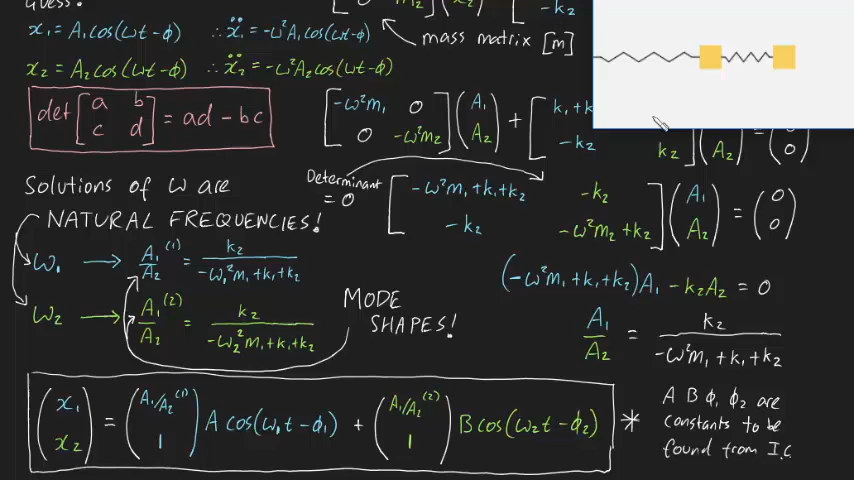 x₁ = A₁cos(ωt-φ) ∴ ẍ₁ = -ω²A₁cos(ωt-φ)
mass matrix [m]
x₂ = A₂cos(ωt-φ) ∴ ẍ₂ = -ω²A₂cos(ωt-φ)
-k₂
det [a b] = ad - bc
[c d]
[-ω²m₁ 0] (A₁) + [k₁+k
[0 -ω²m₂] (A₂) -k₂ k₂] (A₂) = (0)
Solutions of ω are
NATURAL FREQUENCIES!
Determinant = 0
[-ω²m₁+k₁+k₂ -k₂] (A₁) = (0)
[-k₂ -ω²m₂+k₂] (A₂) (0)
ω₁ → A₁/A₂ ⁽¹⁾ = k₂/(-ω₁²m₁+k₁+k₂)
ω₂ → A₁/A₂ ⁽²⁾ = k₂/(-ω₂²m₁+k₁+k₂)
MODE
SHAPES!
(-ω²m₁+k₁+k₂)A₁ - k₂A₂ = 0
A₁/A₂ = k₂/(-ω²m₁+k₁+k₂)
(x₁) = (A₁/A₂ ⁽¹⁾) A cos(ω₁t-φ₁) + (A₁/A₂ ⁽²⁾) B cos(ω₂t-φ₂) *
(x₂) (1) (1)
A B φ₁ φ₂ are
constants to be
found from I.C